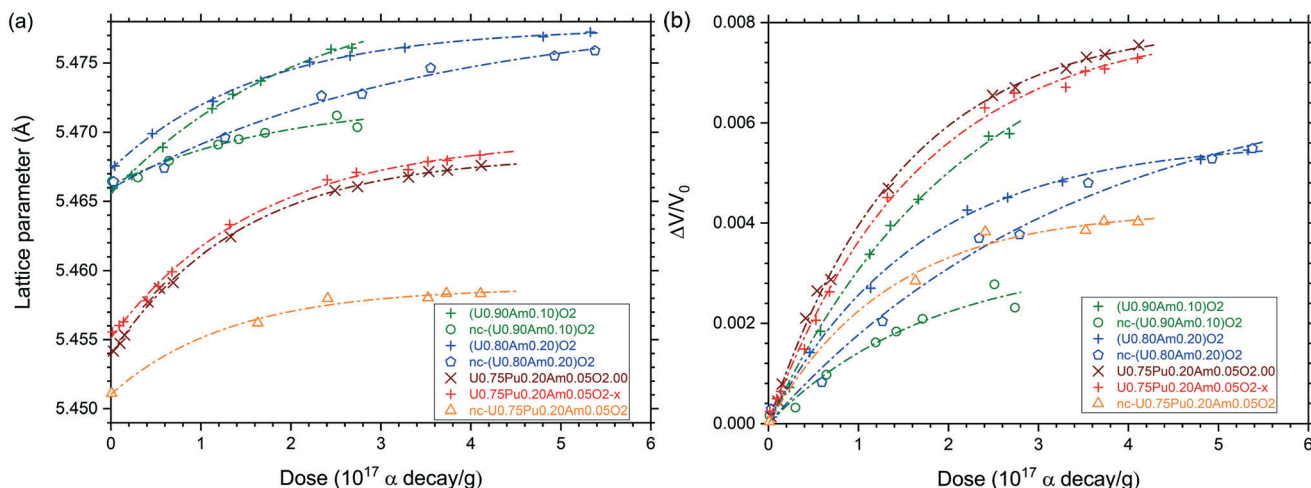 (a)
5.475
5.470
5.465
5.460
5.455
5.450
Lattice parameter (Å)
(U0.90Am0.10)O2
nc-(U0.90Am0.10)O2
(U0.80Am0.20)O2
nc-(U0.80Am0.20)O2
U0.75Pu0.20Am0.05O2.00
U0.75Pu0.20Am0.05O2-x
nc-U0.75Pu0.20Am0.05O2
0 1 2 3 4 5 6
Dose (10¹⁷ α decay/g)
(b)
0.008
0.006
0.004
0.002
0.000
ΔV/V₀
(U0.90Am0.10)O2
nc-(U0.90Am0.10)O2
(U0.80Am0.20)O2
nc-(U0.80Am0.20)O2
U0.75Pu0.20Am0.05O2.00
U0.75Pu0.20Am0.05O2-x
nc-U0.75Pu0.20Am0.05O2
0 1 2 3 4 5 6
Dose (10¹⁷ α decay/g)